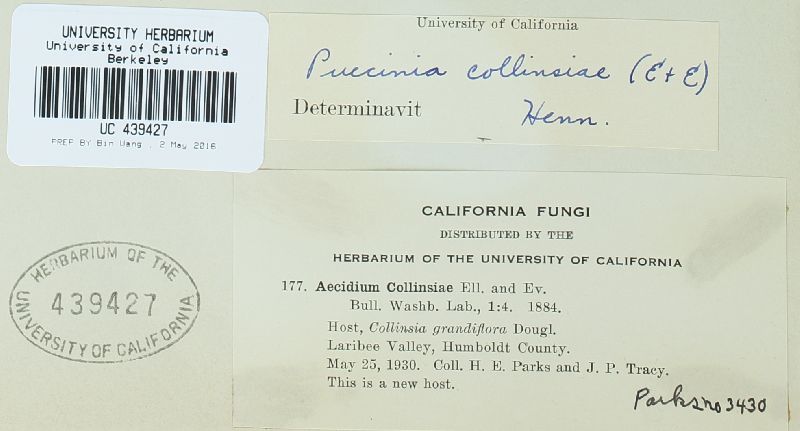 UNIVERSITY HERBARIUM
University of California
Berkeley
UC 439427
PREP BY Bin Wang . 2 May 2016
University of California
Puccinia collinsiae (E + E)
Determinavit Henn.
HERBARIUM OF THE
439427
UNIVERSITY OF CALIFORNIA
CALIFORNIA FUNGI
DISTRIBUTED BY THE
HERBARIUM OF THE UNIVERSITY OF CALIFORNIA
177. Aecidium Collinsiae Ell. and Ev.
Bull. Washb. Lab., 1:4. 1884.
Host, Collinsia grandiflora Dougl.
Laribee Valley, Humboldt County.
May 25, 1930. Coll. H. E. Parks and J. P. Tracy.
This is a new host.
Parks no 3430